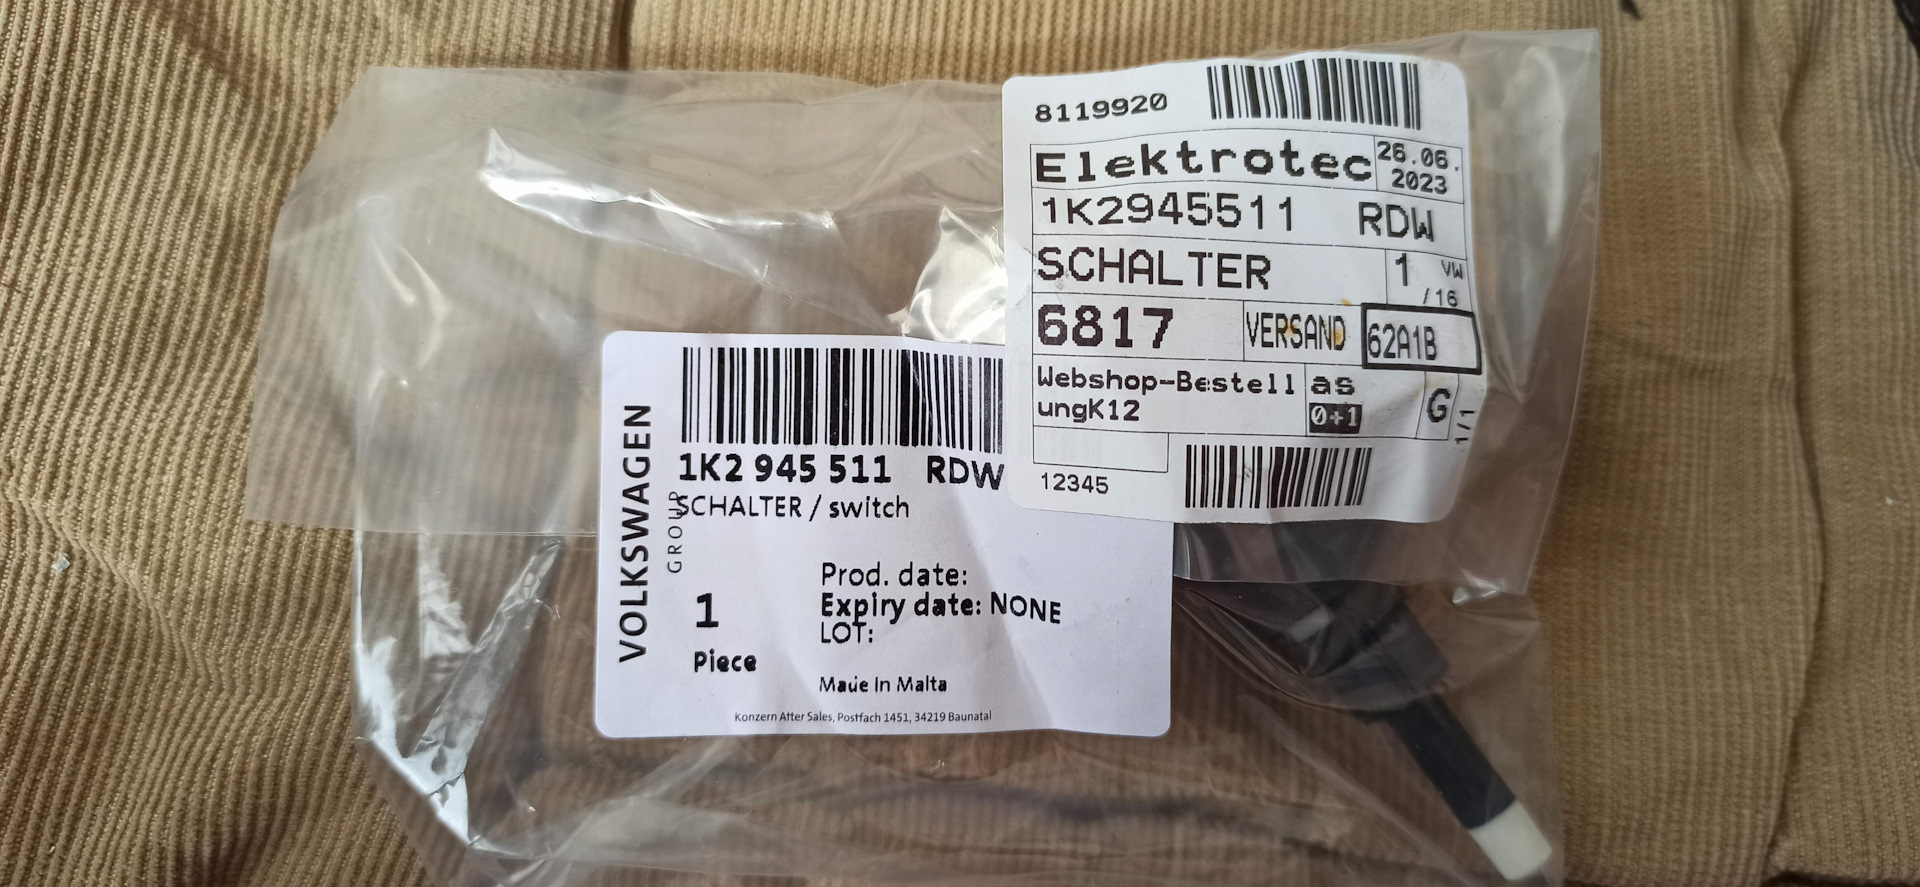 8119920
Elektrotec 26.06.
2023
1K2945511 RDW
SCHALTER 1 VW
/16
6817 VERSAND 62A1B
Webshop-Bestell as
ungK12 0+1 G 1/1
12345
VOLKSWAGEN
GROUP
1K2 945 511 RDW
SCHALTER / switch
Prod. date:
Expiry date: NONE
LOT:
1
Piece
Made In Malta
Konzern After Sales, Postfach 1451, 34219 Baunatal